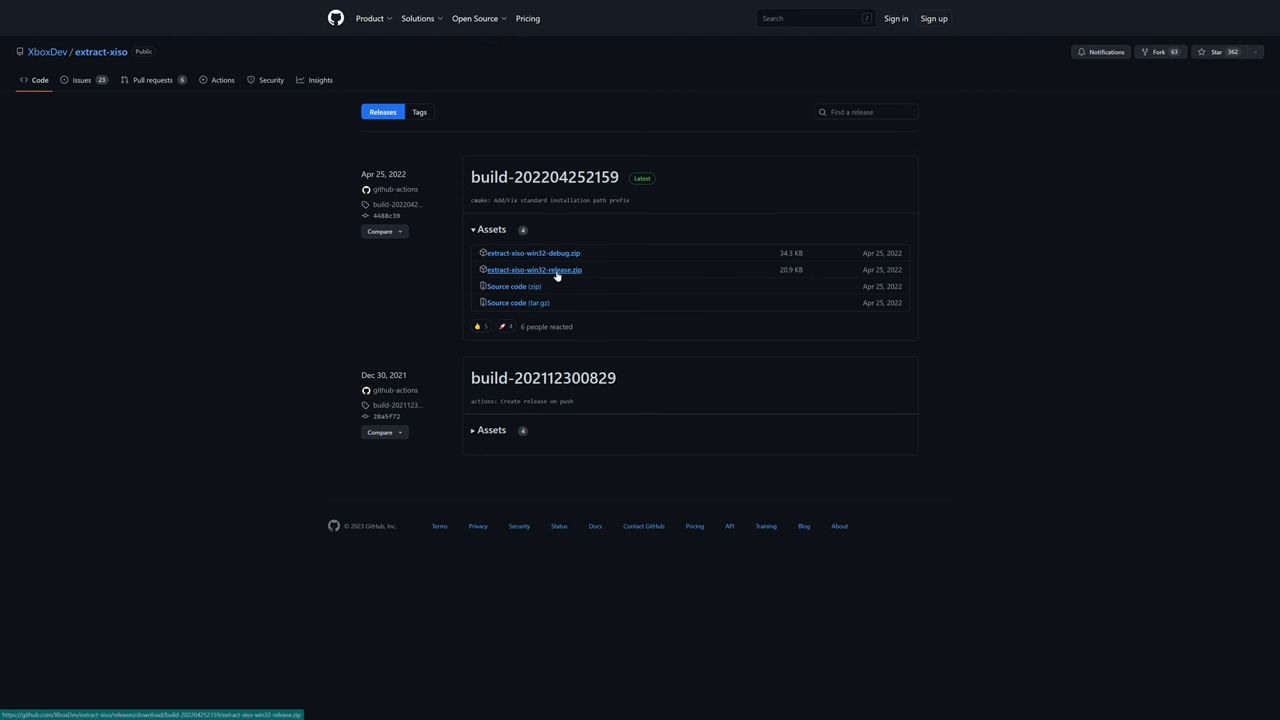 Product
Solutions
Open Source
Pricing
Search
/
Sign in
Sign up
XboxDev / extract-xiso
Public
Notifications
Fork 63
Star 362
Code
Issues 23
Pull requests 6
Actions
Security
Insights
Releases
Tags
Find a release
Apr 25, 2022
github-actions
build-2022042...
4488c39
Compare
build-202204252159
Latest
cmake: Add/Fix standard installation path prefix
Assets 4
extract-xiso-win32-debug.zip 34.3 KB Apr 25, 2022
extract-xiso-win32-release.zip 20.9 KB Apr 25, 2022
Source code (zip) Apr 25, 2022
Source code (tar.gz) Apr 25, 2022
5 4 6 people reacted
Dec 30, 2021
github-actions
build-2021123...
28a5f72
Compare
build-202112300829
actions: Create release on push
Assets 4
© 2023 GitHub, Inc.
Terms
Privacy
Security
Status
Docs
Contact GitHub
Pricing
API
Training
Blog
About
https://github.com/XboxDev/extract-xiso/releases/download/build-202204252159/extract-xiso-win32-release.zip